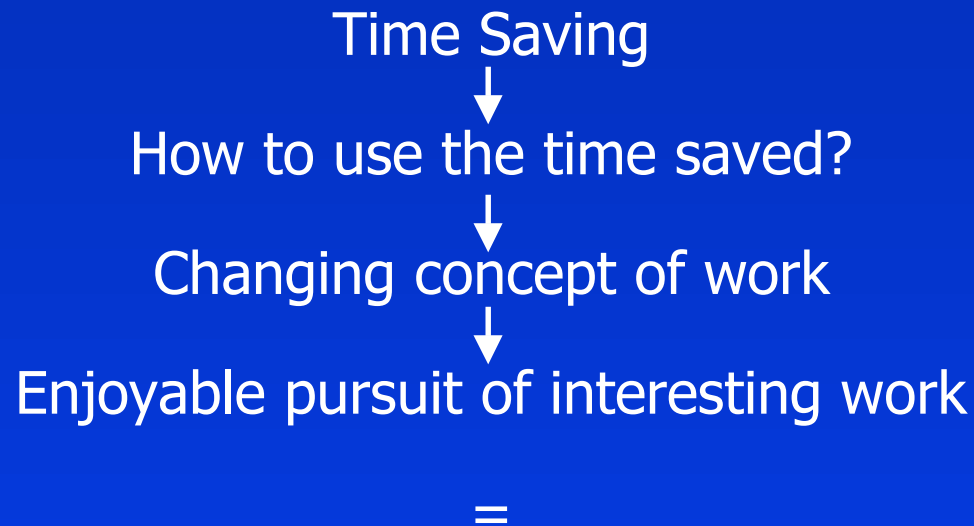 Time Saving
How to use the time saved?
Changing concept of work
Enjoyable pursuit of interesting work
=